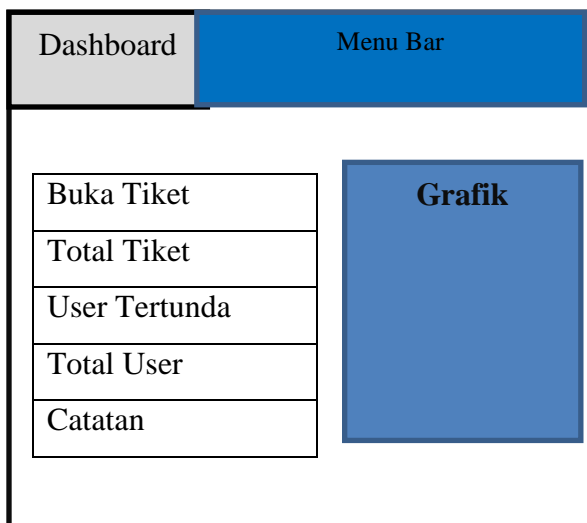 Dashboard
Menu Bar
Buka Tiket
Total Tiket
User Tertunda
Total User
Catatan
Grafik